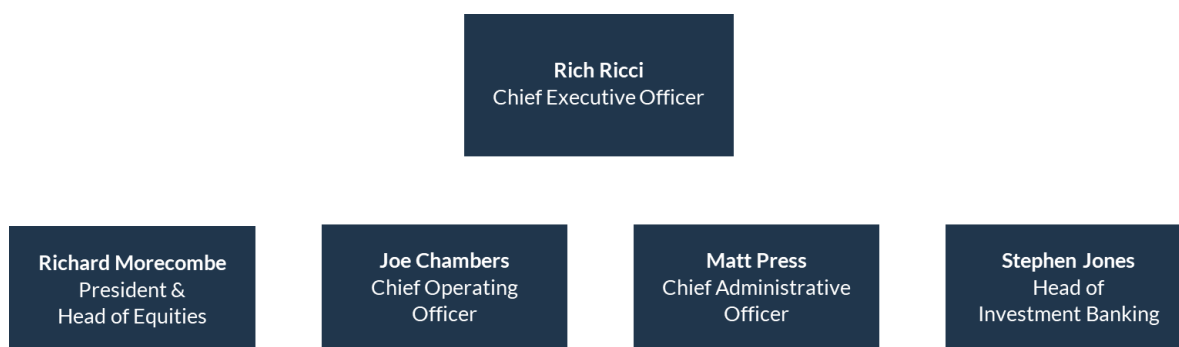 Rich Ricci
Chief Executive Officer
Richard Morecombe
President &
Head of Equities
Joe Chambers
Chief Operating
Officer
Matt Press
Chief Administrative
Officer
Stephen Jones
Head of
Investment Banking